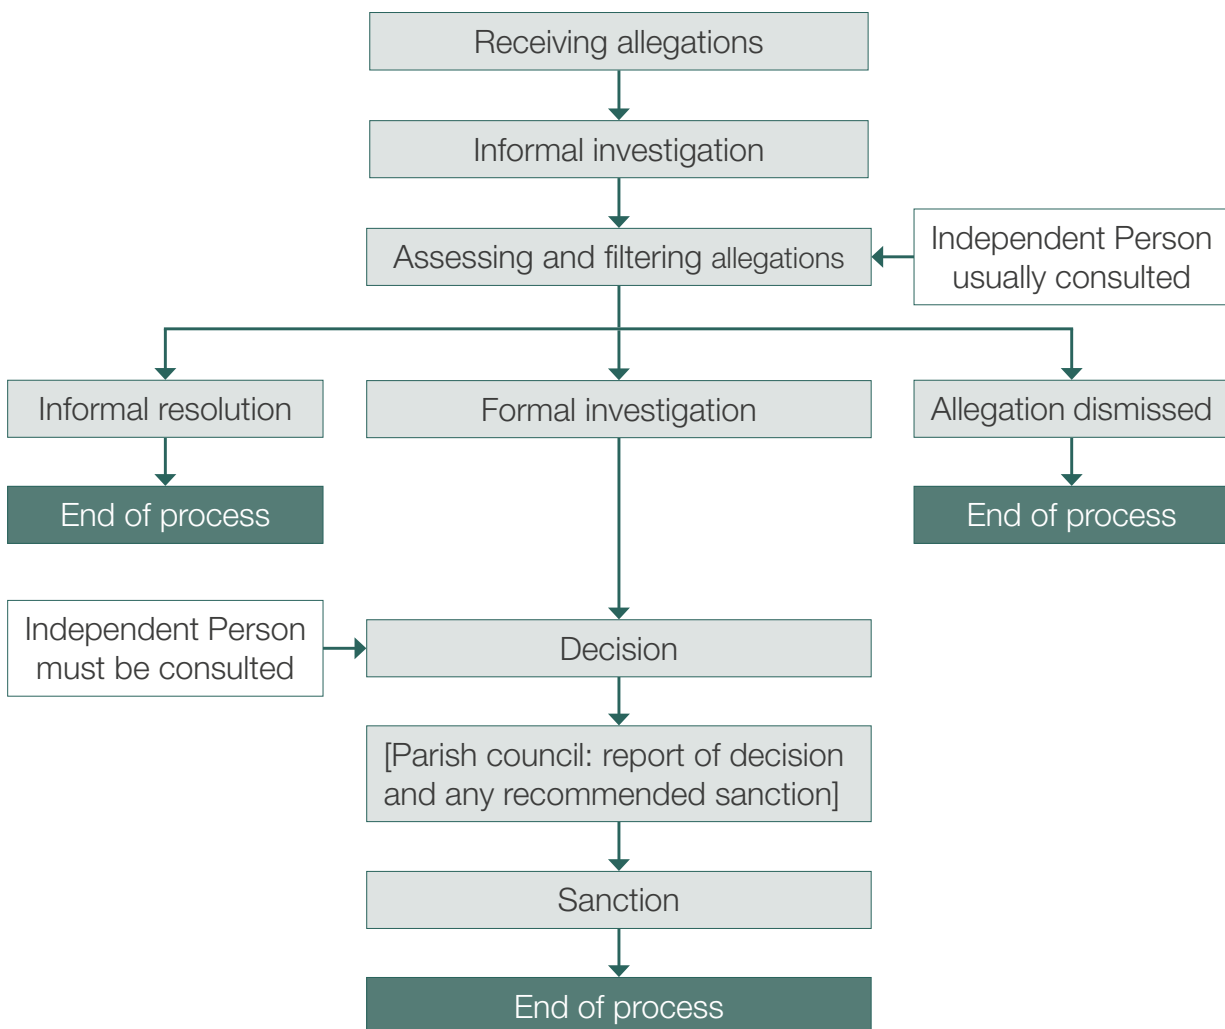 Receiving allegations
Informal investigation
Assessing and filtering allegations
Independent Person
usually consulted
Informal resolution
Formal investigation
Allegation dismissed
End of process
End of process
Independent Person
must be consulted
Decision
[Parish council: report of decision
and any recommended sanction]
Sanction
End of process